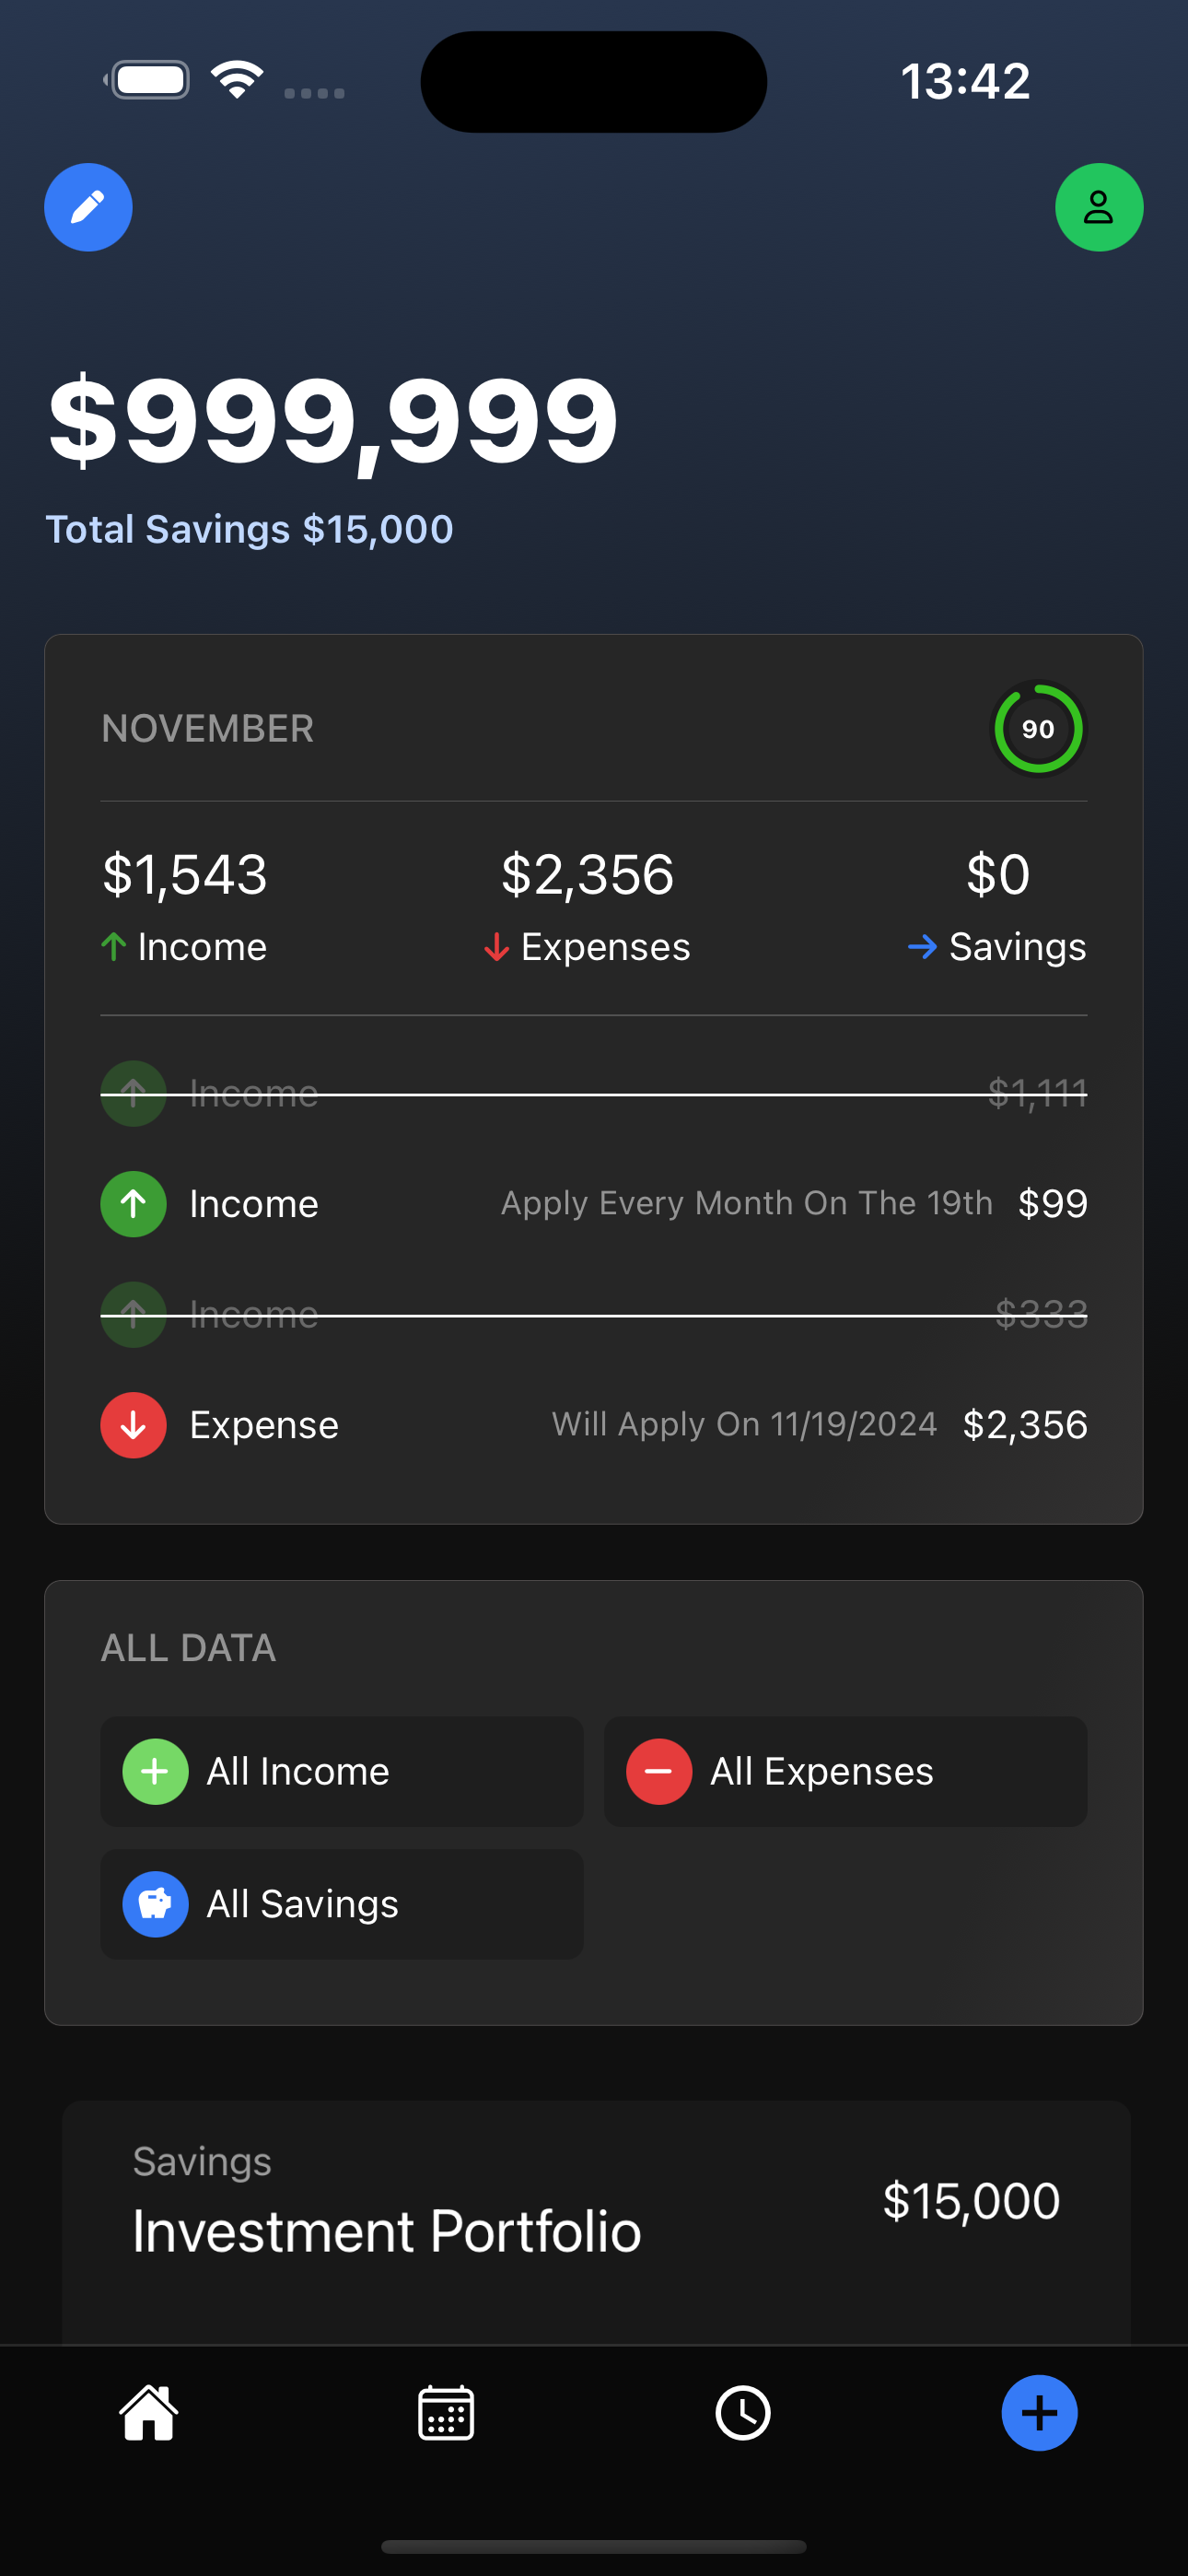 13:42
$999,999
Total Savings $15,000
NOVEMBER
90
$1,543 $2,356 $0
Income Expenses Savings
Income $1,111
Income Apply Every Month On The 19th $99
Income $333
Expense Will Apply On 11/19/2024 $2,356
ALL DATA
All Income All Expenses
All Savings
Savings
Investment Portfolio
$15,000